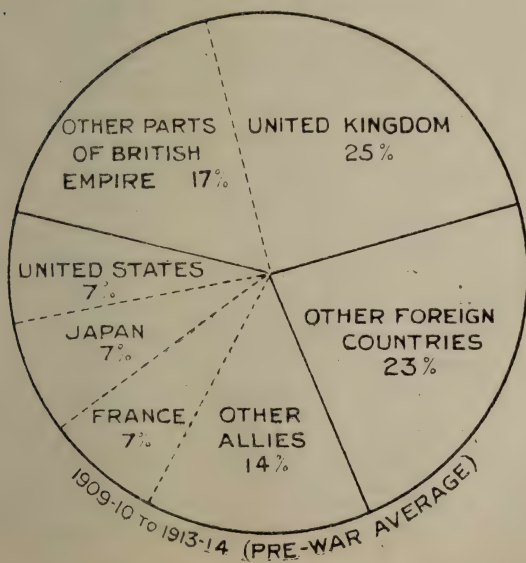 OTHER PARTS
OF BRITISH
EMPIRE 17%
UNITED KINGDOM
25%
UNITED STATES
7%
JAPAN
7%
FRANCE
7%
OTHER
ALLIES
14%
OTHER FOREIGN
COUNTRIES
23%
1909-10 TO 1913-14 (PRE-WAR AVERAGE)